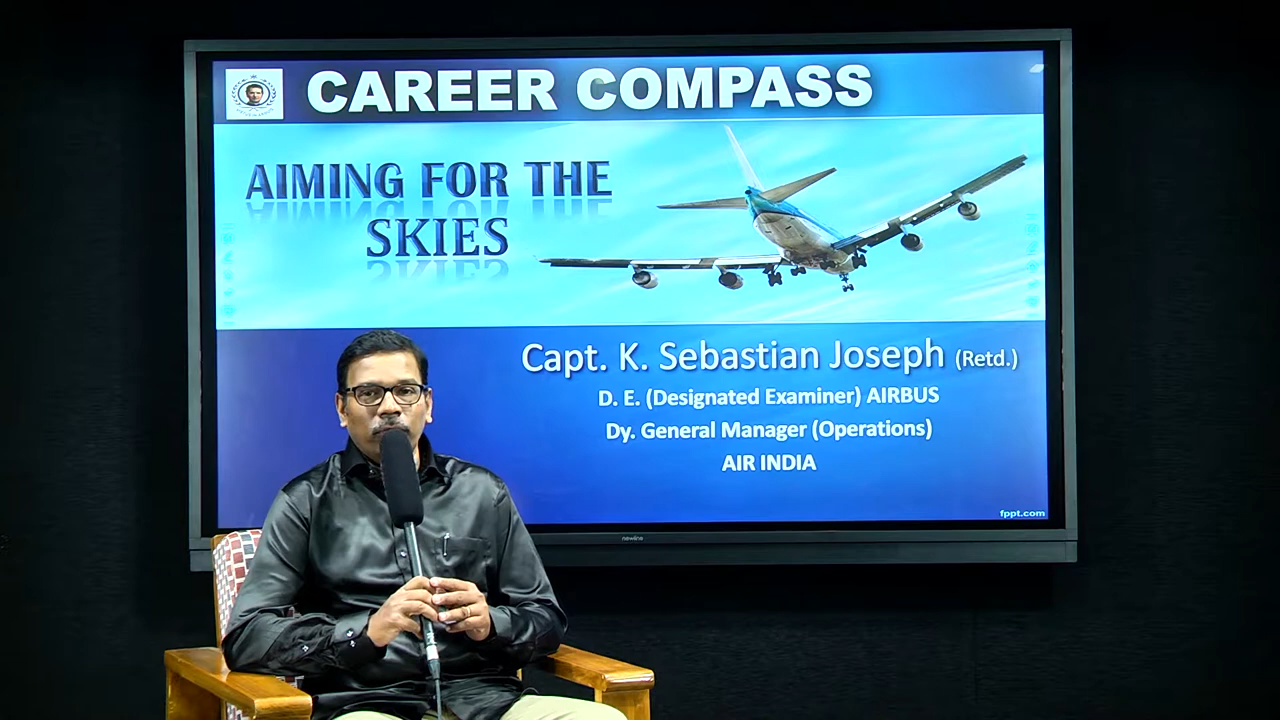 CAREER COMPASS
AIMING FOR THE
SKIES
Capt. K. Sebastian Joseph (Retd.)
D. E. (Designated Examiner) AIRBUS
Dy. General Manager (Operations)
AIR INDIA
fppt.com
newline